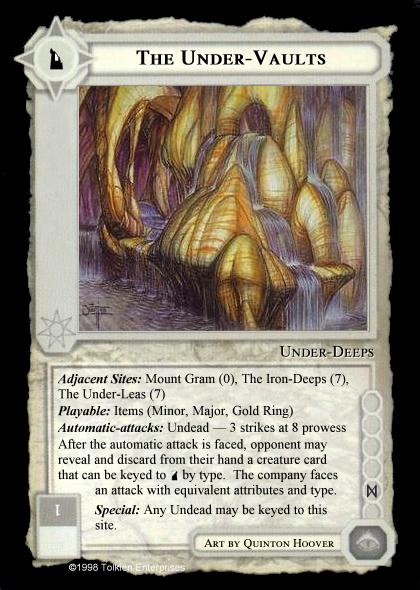 THE UNDER-VAULTS
UNDER-DEEPS
Adjacent Sites: Mount Gram (0), The Iron-Deeps (7),
The Under-Leas (7)
Playable: Items (Minor, Major, Gold Ring)
Automatic-attacks: Undead — 3 strikes at 8 prowess
After the automatic attack is faced, opponent may
reveal and discard from their hand a creature card
that can be keyed to by type. The company faces
an attack with equivalent attributes and type.
Special: Any Undead may be keyed to this
site.
1
ART BY QUINTON HOOVER
©1998 Tolkien Enterprises